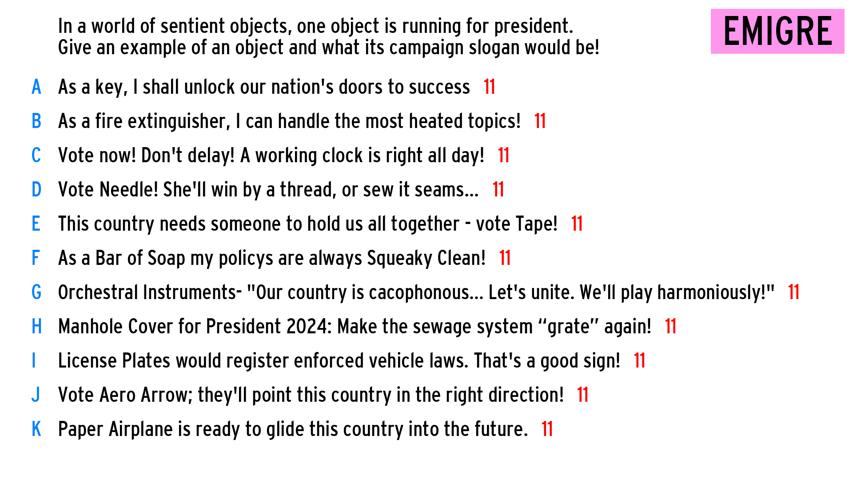 In a world of sentient objects, one object is running for president.
Give an example of an object and what its campaign slogan would be!
EMIGRE
A As a key, I shall unlock our nation's doors to success 11
B As a fire extinguisher, I can handle the most heated topics! 11
C Vote now! Don't delay! A working clock is right all day! 11
D Vote Needle! She'll win by a thread, or sew it seams... 11
E This country needs someone to hold us all together - vote Tape! 11
F As a Bar of Soap my policys are always Squeaky Clean! 11
G Orchestral Instruments- "Our country is cacophonous... Let's unite. We'll play harmoniously!" 11
H Manhole Cover for President 2024: Make the sewage system “grate” again! 11
I License Plates would register enforced vehicle laws. That's a good sign! 11
J Vote Aero Arrow; they'll point this country in the right direction! 11
K Paper Airplane is ready to glide this country into the future. 11